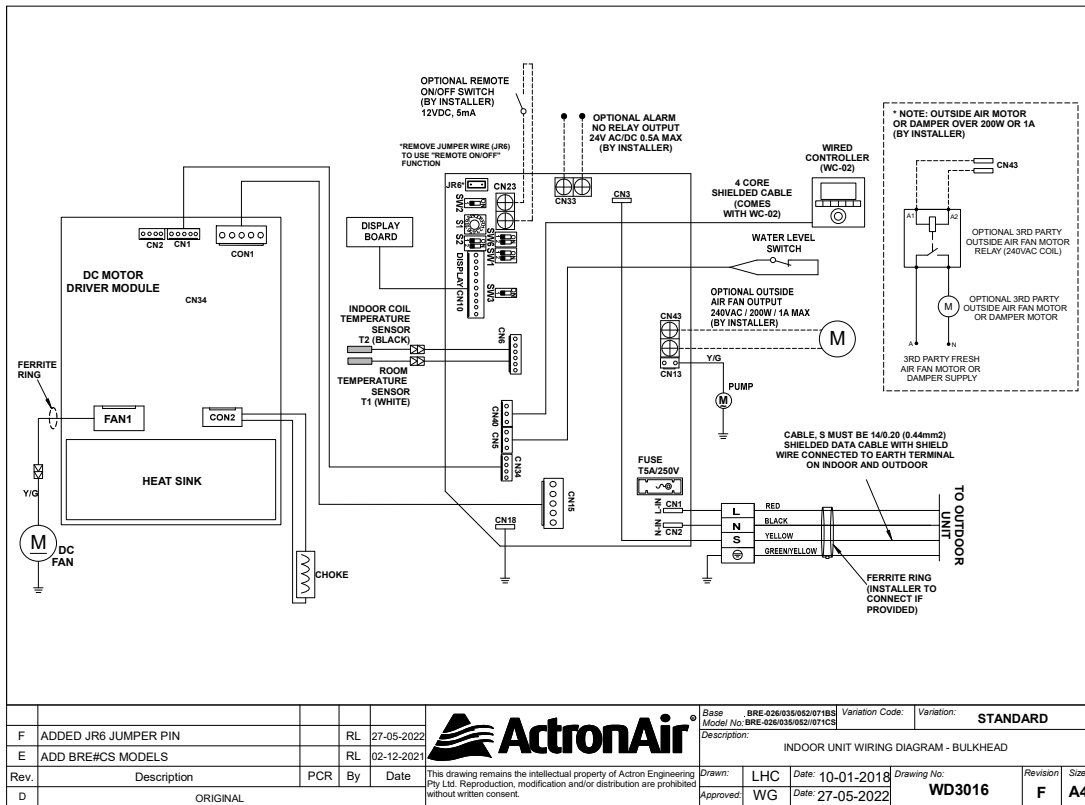 OPTIONAL REMOTE
ON/OFF SWITCH
(BY INSTALLER)
12VDC, 5mA
*REMOVE JUMPER WIRE (JR6)
TO USE "REMOTE ON/OFF"
FUNCTION
OPTIONAL ALARM
NO RELAY OUTPUT
24V AC/DC 0.5A MAX
(BY INSTALLER)
* NOTE: OUTSIDE AIR MOTOR
OR DAMPER OVER 200W OR 1A
(BY INSTALLER)
CN43
A1
A2
OPTIONAL 3RD PARTY
OUTSIDE AIR FAN MOTOR
RELAY (240VAC COIL)
M
OPTIONAL 3RD PARTY
OUTSIDE AIR FAN MOTOR
OR DAMPER MOTOR
A
N
3RD PARTY FRESH
AIR FAN MOTOR OR
DAMPER SUPPLY
WIRED
CONTROLLER
(WC-02)
4 CORE
SHIELDED CABLE
(COMES
WITH WC-02)
WATER LEVEL
SWITCH
OPTIONAL OUTSIDE
AIR FAN OUTPUT
240VAC / 200W / 1A MAX
(BY INSTALLER)
JR6*
CN23
CN33
CN3
SW2
S1
S2
SW6
SW1
DISPLAY CN10
SW3
DISPLAY
BOARD
CN2
CN1
CON1
DC MOTOR
DRIVER MODULE
CN34
INDOOR COIL
TEMPERATURE
SENSOR
T2 (BLACK)
ROOM
TEMPERATURE
SENSOR
T1 (WHITE)
CN6
CN43
CN13
Y/G
M
PUMP
M
FERRITE
RING
FAN1
CON2
HEAT SINK
Y/G
M
DC
FAN
CHOKE
CN40
CN5
CN34
CN15
CN18
FUSE
T5A/250V
L-IN
CN1
N-IN
CN2
L
N
S
RED
BLACK
YELLOW
GREEN/YELLOW
CABLE, S MUST BE 14/0.20 (0.44mm2)
SHIELDED DATA CABLE WITH SHIELD
WIRE CONNECTED TO EARTH TERMINAL
ON INDOOR AND OUTDOOR
TO OUTDOOR
UNIT
FERRITE RING
(INSTALLER TO
CONNECT IF
PROVIDED)
F ADDED JR6 JUMPER PIN RL 27-05-2022
E ADD BRE#CS MODELS RL 02-12-2021
Rev. Description PCR By Date
D ORIGINAL
ActronAir®
This drawing remains the intellectual property of Actron Engineering
Pty Ltd. Reproduction, modification and/or distribution are prohibited
without written consent.
Base BRE-026/035/052/071BS
Model No: BRE-026/035/052//071CS
Variation Code:
Variation: STANDARD
Description:
INDOOR UNIT WIRING DIAGRAM - BULKHEAD
Drawn: LHC Date: 10-01-2018
Approved: WG Date: 27-05-2022
Drawing No:
WD3016
Revision
F
Size
A4